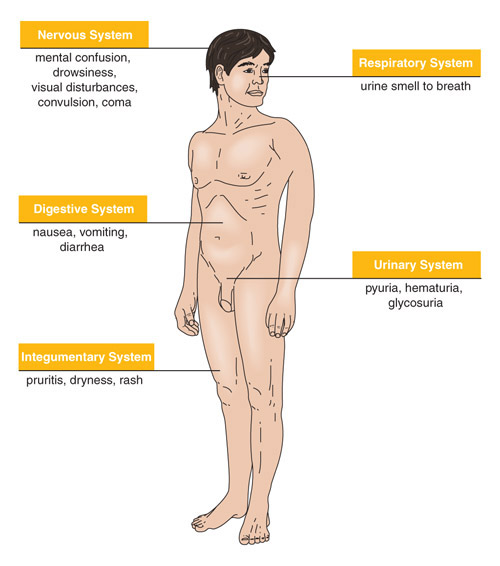 Nervous System
mental confusion,
drowsiness,
visual disturbances,
convulsion, coma
Respiratory System
urine smell to breath
Digestive System
nausea, vomiting,
diarrhea
Urinary System
pyuria, hematuria,
glycosuria
Integumentary System
pruritis, dryness, rash